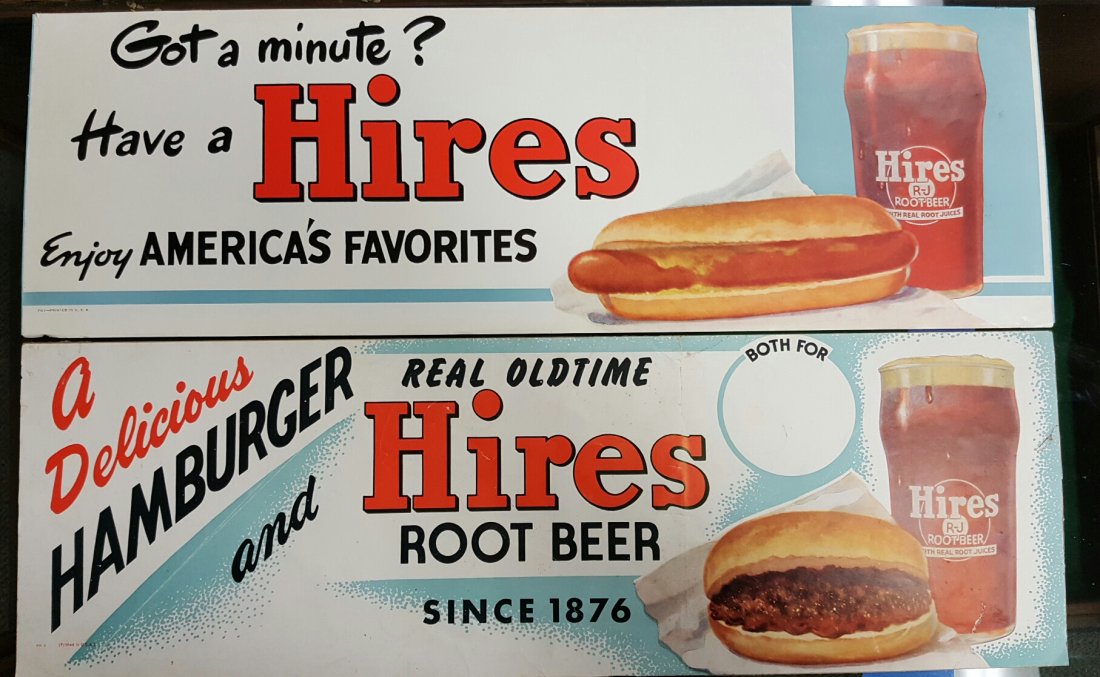 Got a minute?
Have a Hires
Enjoy AMERICA'S FAVORITES
Hires
R-J
ROOT BEER
WITH REAL ROOT JUICES
A
Delicious
HAMBURGER
and
REAL OLDTIME
Hires
ROOT BEER
SINCE 1876
BOTH FOR
Hires
R-J
ROOT BEER
WITH REAL ROOT JUICES